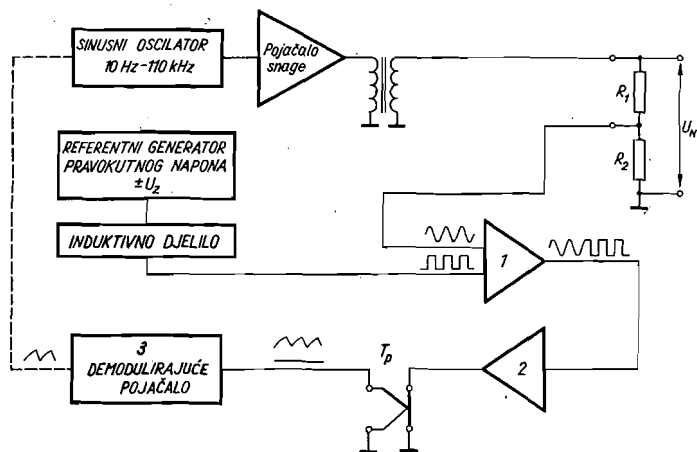 SINUSNI OSCILATOR
10 Hz-110 kHz
Pojačalo
snage
R1
R2
UN
REFERENTNI GENERATOR
PRAVOKUTNOG NAPONA
±Uz
INDUKTIVNO DJELILO
1
2
Tp
3
DEMODULIRAJUĆE
POJAČALO